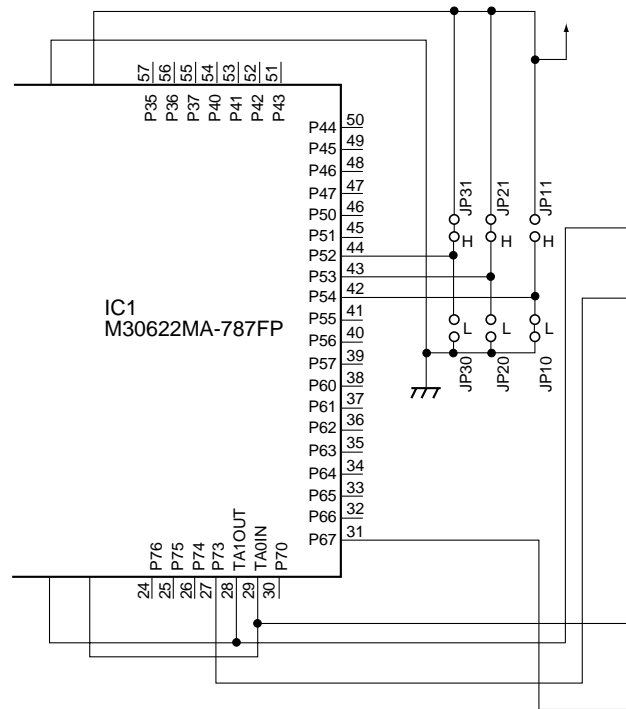 57
56
55
54
53
52
51
P35
P36
P37
P40
P41
P42
P43
P44 50
P45 49
P46 48
P47 47
P50 46
P51 45
P52 44
P53 43
P54 42
P55 41
P56 40
P57 39
P60 38
P61 37
P62 36
P63 35
P64 34
P65 33
P66 32
P67 31
JP31
JP21
JP11
H
H
H
L
L
L
JP30
JP20
JP10
IC1
M30622MA-787FP
P76
P75
P74
P73
TA1OUT
TA0IN
P70
24
25
26
27
28
29
30